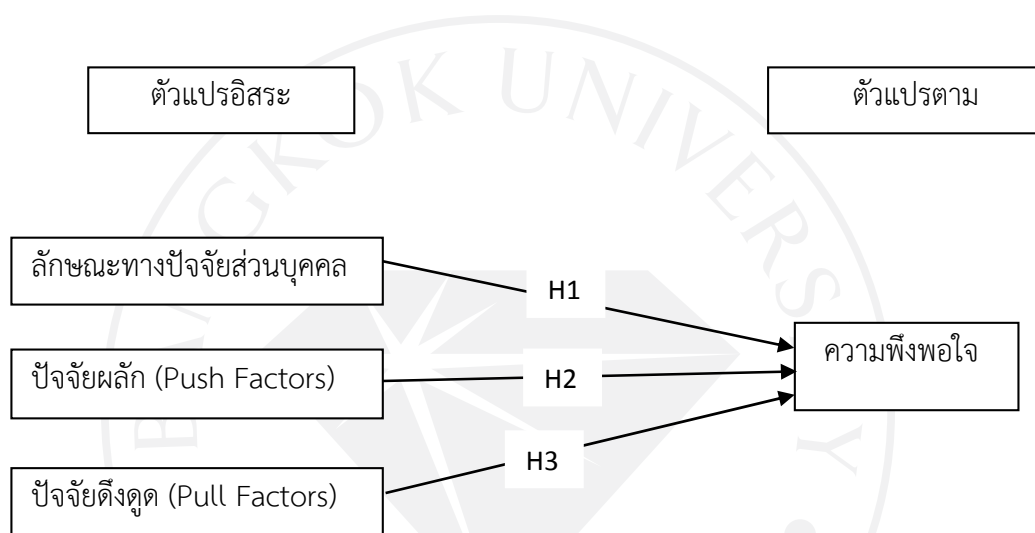 BANGKOK UNIVERSITY
ตัวแปรอิสระ
ตัวแปรตาม
ลักษณะทางปัจจัยส่วนบุคคล
H1
ความพึงพอใจ
ปัจจัยผลัก (Push Factors)
H2
H3
ปัจจัยดึงดูด (Pull Factors)